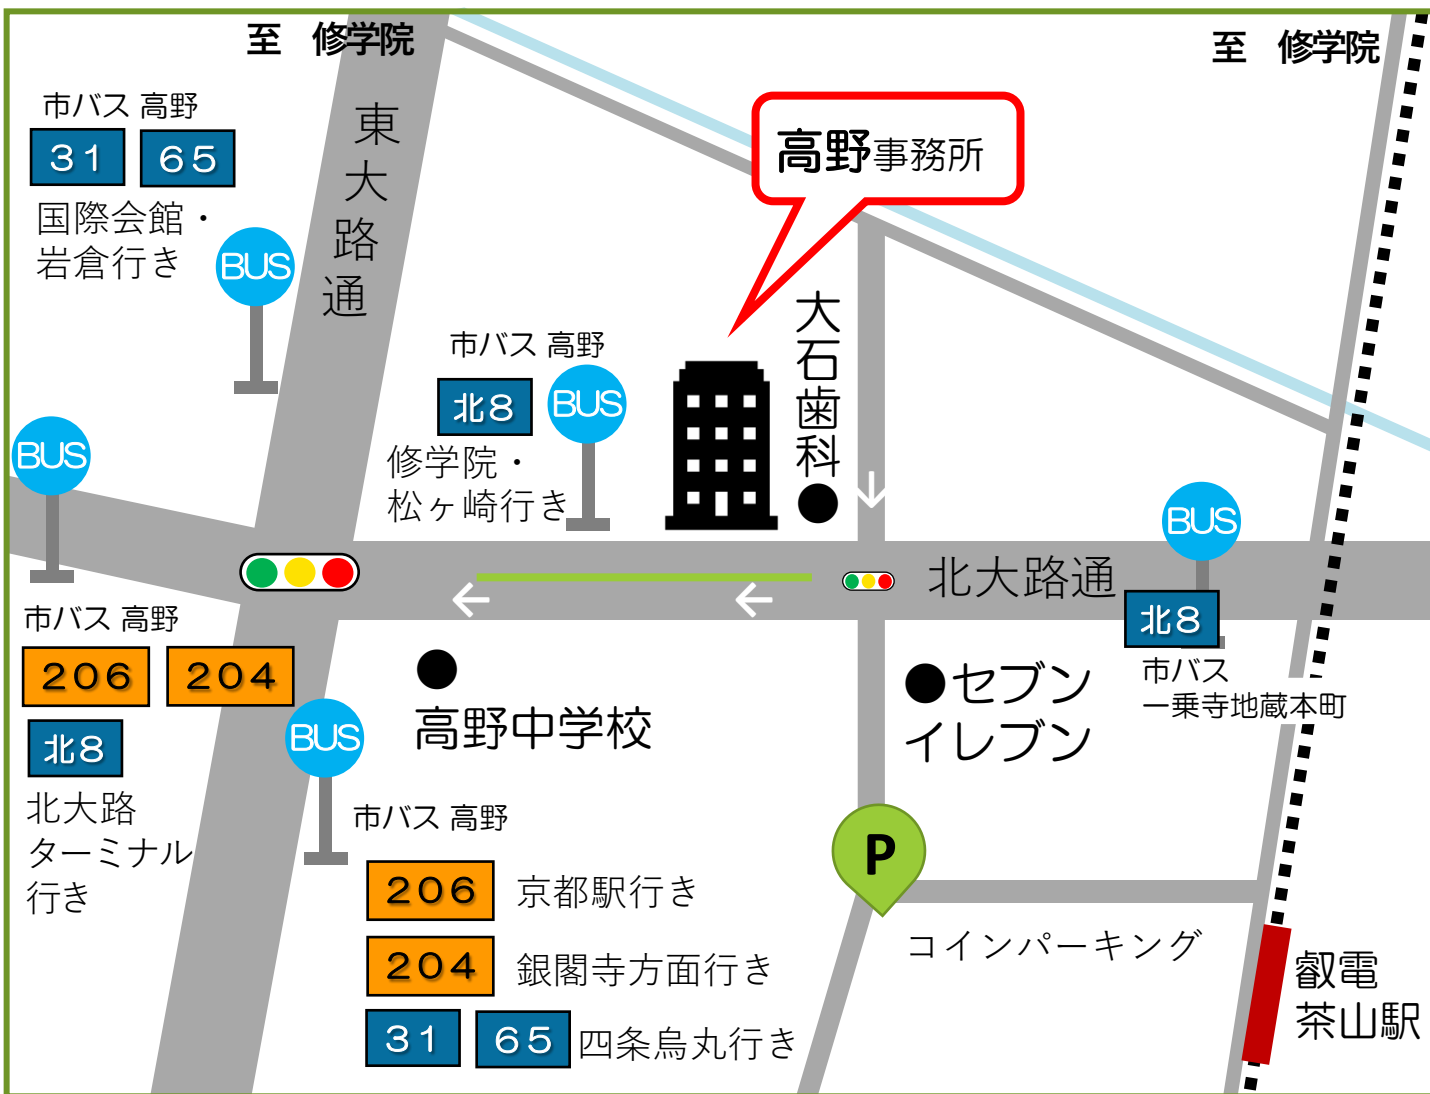 至 修学院
至 修学院
市バス 高野
31 65
国際会館・
岩倉行き
BUS
東大路通
高野事務所
市バス 高野
北8
BUS
修学院・
松ヶ崎行き
大石歯科
BUS
BUS
北大路通
北8
市バス
一乗寺地蔵本町
市バス 高野
206 204
北8
北大路
ターミナル
行き
BUS
高野中学校
セブン
イレブン
市バス 高野
206 京都駅行き
204 銀閣寺方面行き
31 65 四条烏丸行き
P
コインパーキング
叡電
茶山駅